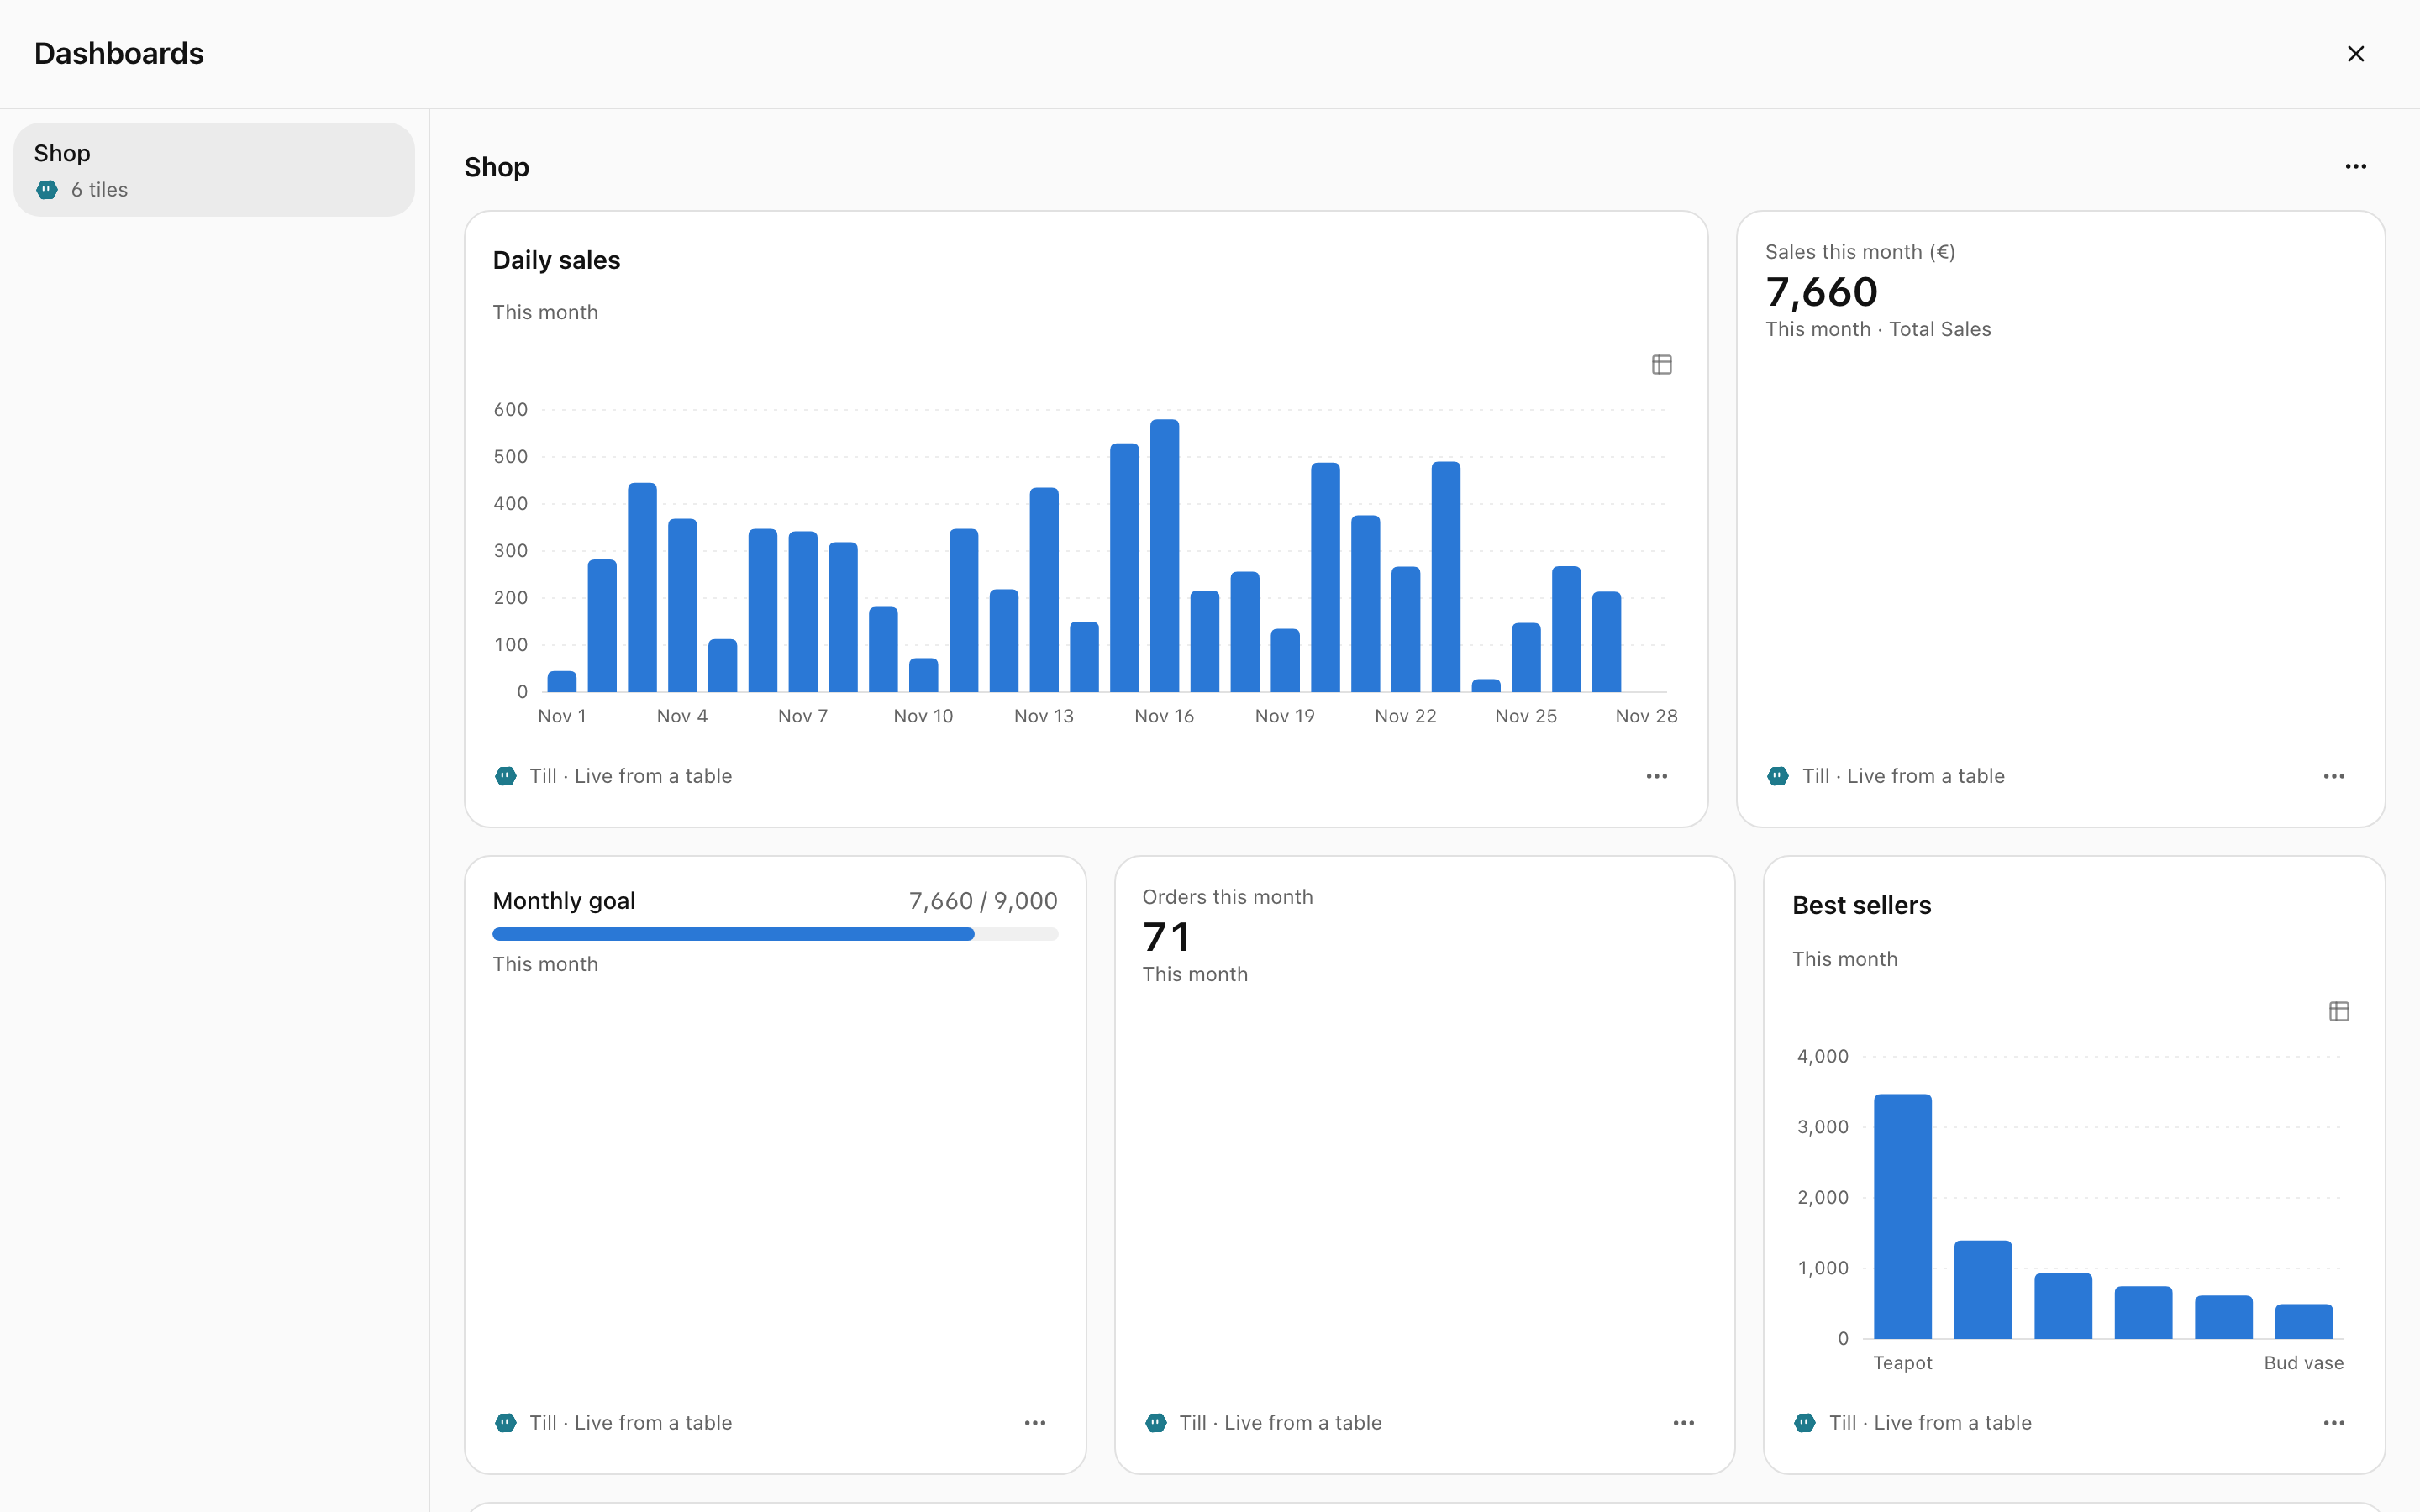 Dashboards
Shop
6 tiles
Shop
Daily sales
This month
600
500
400
300
200
100
0
Nov 1 Nov 4 Nov 7 Nov 10 Nov 13 Nov 16 Nov 19 Nov 22 Nov 25 Nov 28
Till · Live from a table
Sales this month (€)
7,660
This month · Total Sales
Till · Live from a table
Monthly goal 7,660 / 9,000
This month
Till · Live from a table
Orders this month
71
This month
Till · Live from a table
Best sellers
This month
4,000
3,000
2,000
1,000
0
Teapot Bud vase
Till · Live from a table